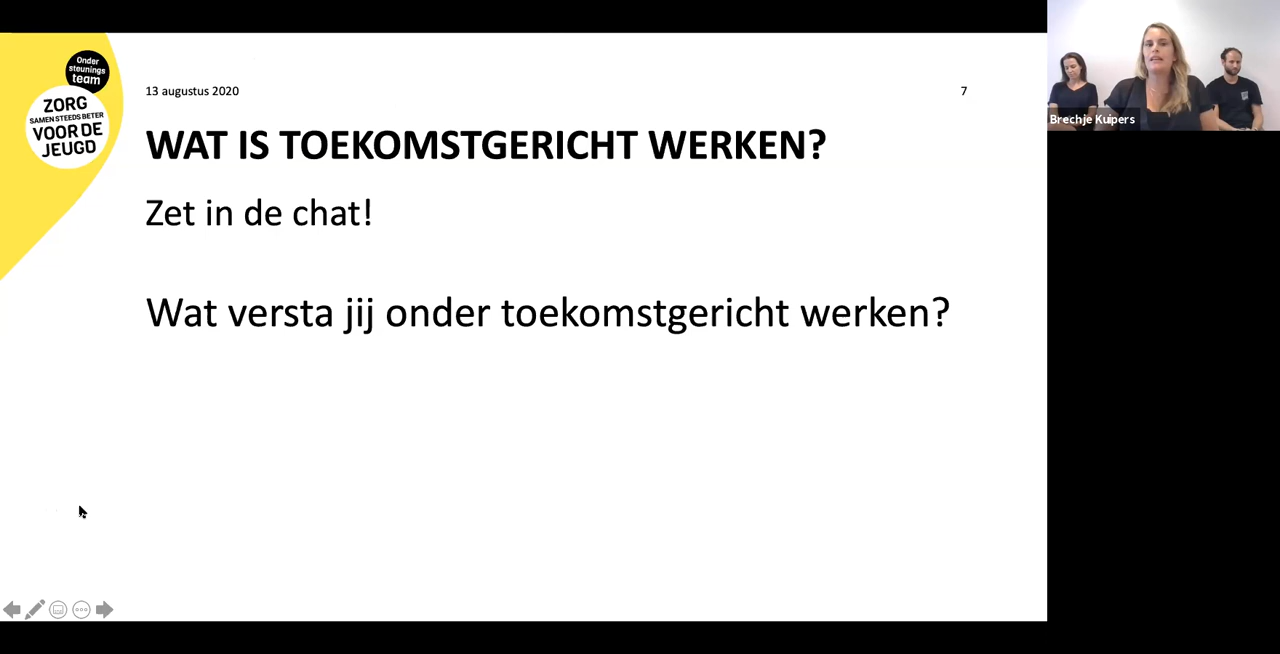 Onder
steunings
team
ZORG
SAMEN STEEDS BETER
VOOR DE
JEUGD
13 augustus 2020
7
WAT IS TOEKOMSTGERICHT WERKEN?
Zet in de chat!
Wat versta jij onder toekomstgericht werken?
Brechje Kuipers